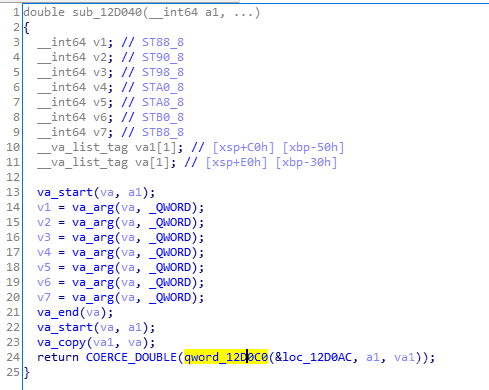 1 double sub_12D040(__int64 a1, ...)
2 {
3 __int64 v1; // ST88_8
4 __int64 v2; // ST90_8
5 __int64 v3; // ST98_8
6 __int64 v4; // STA0_8
7 __int64 v5; // STA8_8
8 __int64 v6; // STB0_8
9 __int64 v7; // STB8_8
10 __va_list_tag va1[1]; // [xsp+C0h] [xbp-50h]
11 __va_list_tag va[1]; // [xsp+E0h] [xbp-30h]
12
13 va_start(va, a1);
14 v1 = va_arg(va, _QWORD);
15 v2 = va_arg(va, _QWORD);
16 v3 = va_arg(va, _QWORD);
17 v4 = va_arg(va, _QWORD);
18 v5 = va_arg(va, _QWORD);
19 v6 = va_arg(va, _QWORD);
20 v7 = va_arg(va, _QWORD);
21 va_end(va);
22 va_start(va, a1);
23 va_copy(va1, va);
24 return COERCE_DOUBLE(qword_12D0C0(&loc_12D0AC, a1, va1));
25 }